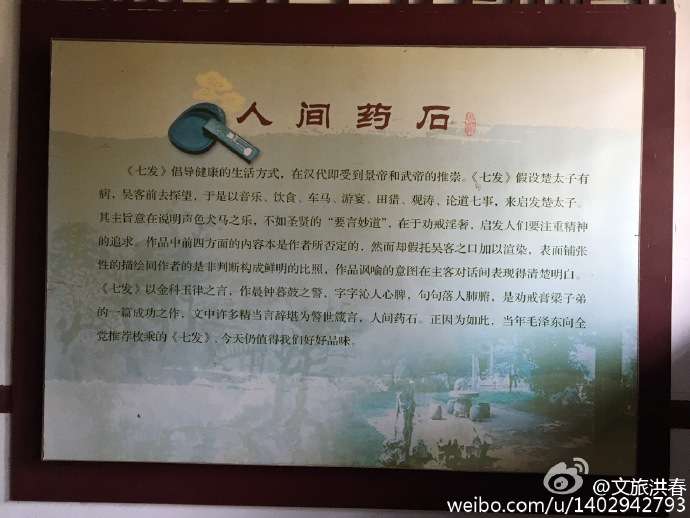 人间药石
《七发》倡导健康的生活方式，在汉代即受到景帝和武帝的推崇。《七发》假设楚太子有
病，吴客前去探望，于是以音乐、饮食、车马、游宴、田猎、观涛、论道七事，来启发楚太子。
其主旨意在说明声色犬马之乐，不如圣贤的“要言妙道”，在于劝戒淫奢，启发人们要注重精神
的追求。作品中前四方面的内容本是作者所否定的，然而却假托吴客之口加以渲染，表面铺张
性的描绘同作者的是非判断构成鲜明的比照，作品讽喻的意图在主客对话间表现得清楚明白。
《七发》以金科玉律之言，作晨钟暮鼓之警，字字沁人心脾，句句落人肺腑，是劝戒膏梁子弟
的一篇成功之作，文中许多精当言辞堪为警世箴言，人间药石。正因为如此，当年毛泽东向全
党推荐枚乘的《七发》，今天仍值得我们好好品味。
@文旅洪春
weibo.com/u/1402942793